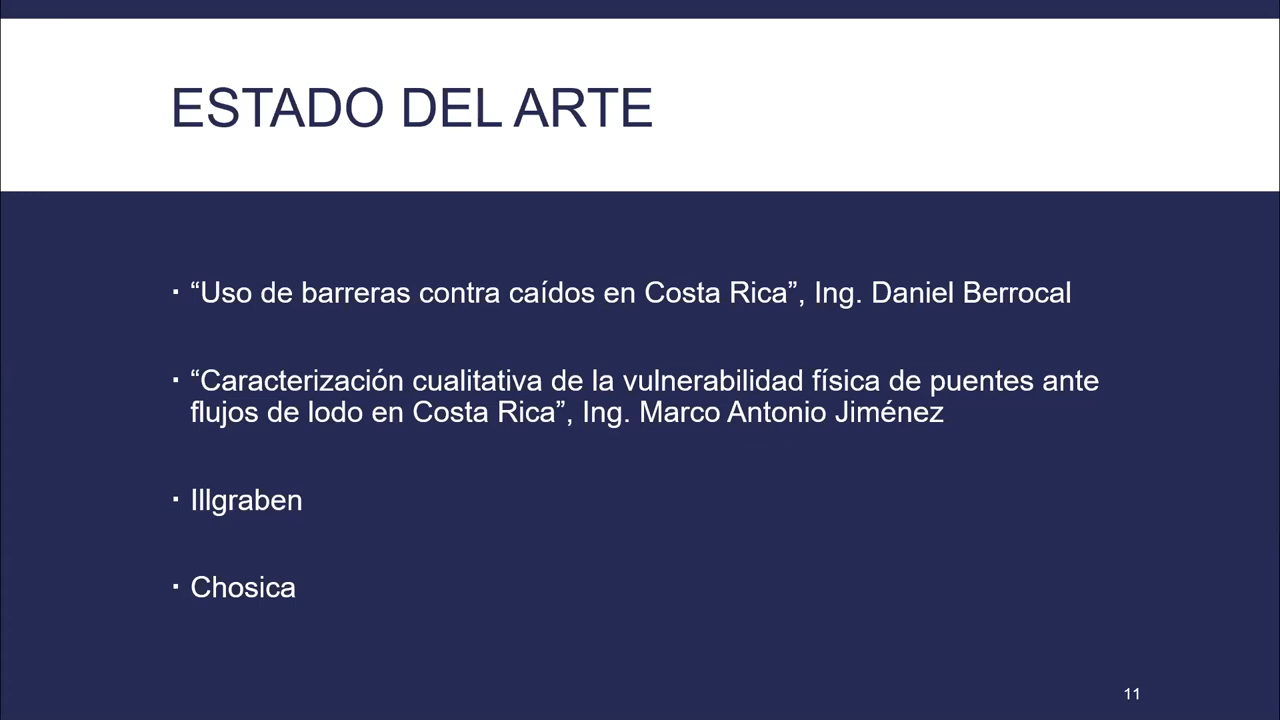 ESTADO DEL ARTE
▪ “Uso de barreras contra caídos en Costa Rica”, Ing. Daniel Berrocal
▪ “Caracterización cualitativa de la vulnerabilidad física de puentes ante
flujos de lodo en Costa Rica”, Ing. Marco Antonio Jiménez
▪ Illgraben
▪ Chosica
11